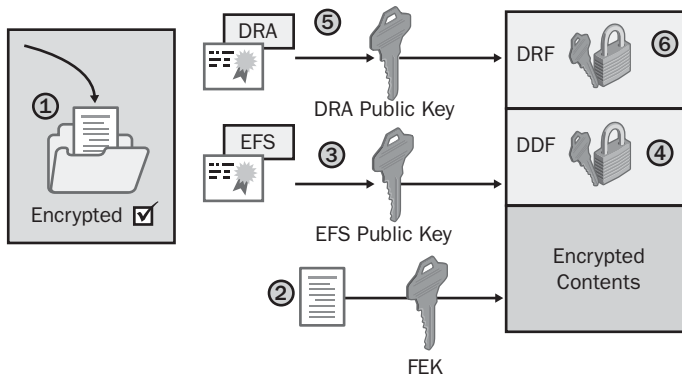 1
Encrypted
DRA
5
DRA Public Key
EFS
3
EFS Public Key
2
FEK
DRF
6
DDF
4
Encrypted
Contents